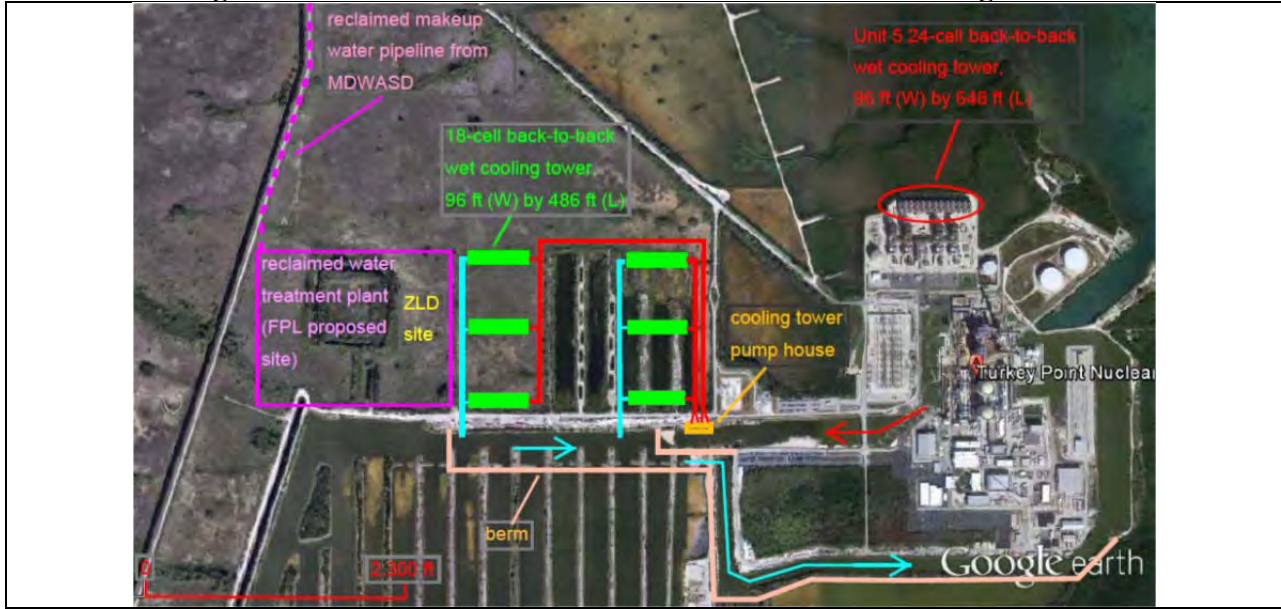 reclaimed makeup
water pipeline from
MDWASD
Unit 5 24-cell back-to-back
wet cooling tower,
96 ft (W) by 646 ft (L)
18-cell back-to-back
wet cooling tower,
96 ft (W) by 486 ft (L)
reclaimed water
treatment plant
(FPL proposed
site)
ZLD
site
cooling tower
pump house
Turkey Point Nuclear
berm
0
2,300 ft
Google earth